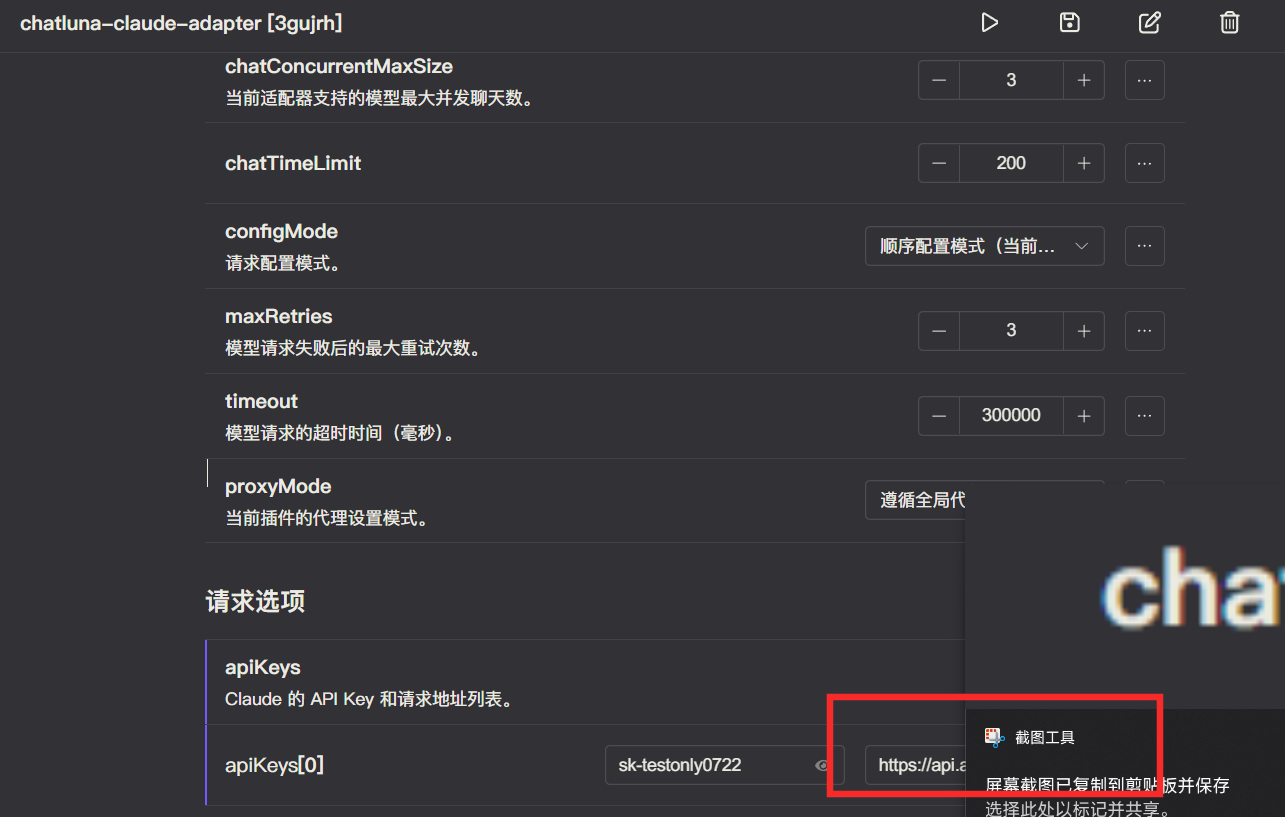 chatluna-claude-adapter [3gujrh]
chatConcurrentMaxSize
当前适配器支持的模型最大并发聊天数。
3
chatTimeLimit
200
configMode
请求配置模式。
顺序配置模式（当前...
maxRetries
模型请求失败后的最大重试次数。
3
timeout
模型请求的超时时间（毫秒）。
300000
proxyMode
当前插件的代理设置模式。
遵循全局代
请求选项
apiKeys
Claude 的 API Key 和请求地址列表。
apiKeys[0]
sk-testonly0722
https://api.a
cha
截图工具
屏幕截图已复制到剪贴板并保存
选择此处以标记并共享。